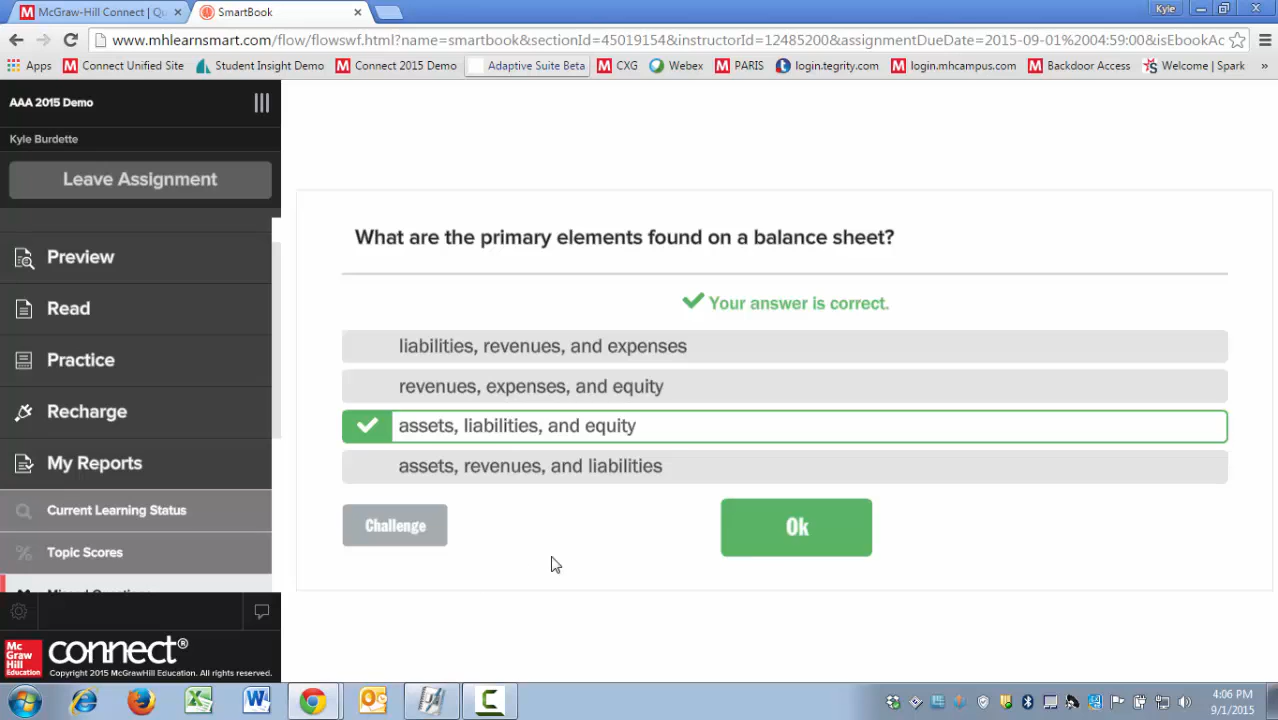 McGraw-Hill Connect | Qu
SmartBook
Kyle
www.mhlearnsmart.com/flow/flowswf.html?name=smartbook&sectionId=45019154&instructorId=12485200&assignmentDueDate=2015-09-01%2004:59:00&isEbookAc
Apps
Connect Unified Site
Student Insight Demo
Connect 2015 Demo
Adaptive Suite Beta
CXG
Webex
PARIS
login.tegrity.com
login.mhcampus.com
Backdoor Access
Welcome | Spark
»
AAA 2015 Demo
Kyle Burdette
Leave Assignment
Preview
Read
Practice
Recharge
My Reports
Current Learning Status
Topic Scores
What are the primary elements found on a balance sheet?
Your answer is correct.
liabilities, revenues, and expenses
revenues, expenses, and equity
assets, liabilities, and equity
assets, revenues, and liabilities
Challenge
Ok
Mc
Graw
Hill
Education
connect®
Copyright 2015 McGrawHill Education. All rights reserved.
4:06 PM
9/1/2015